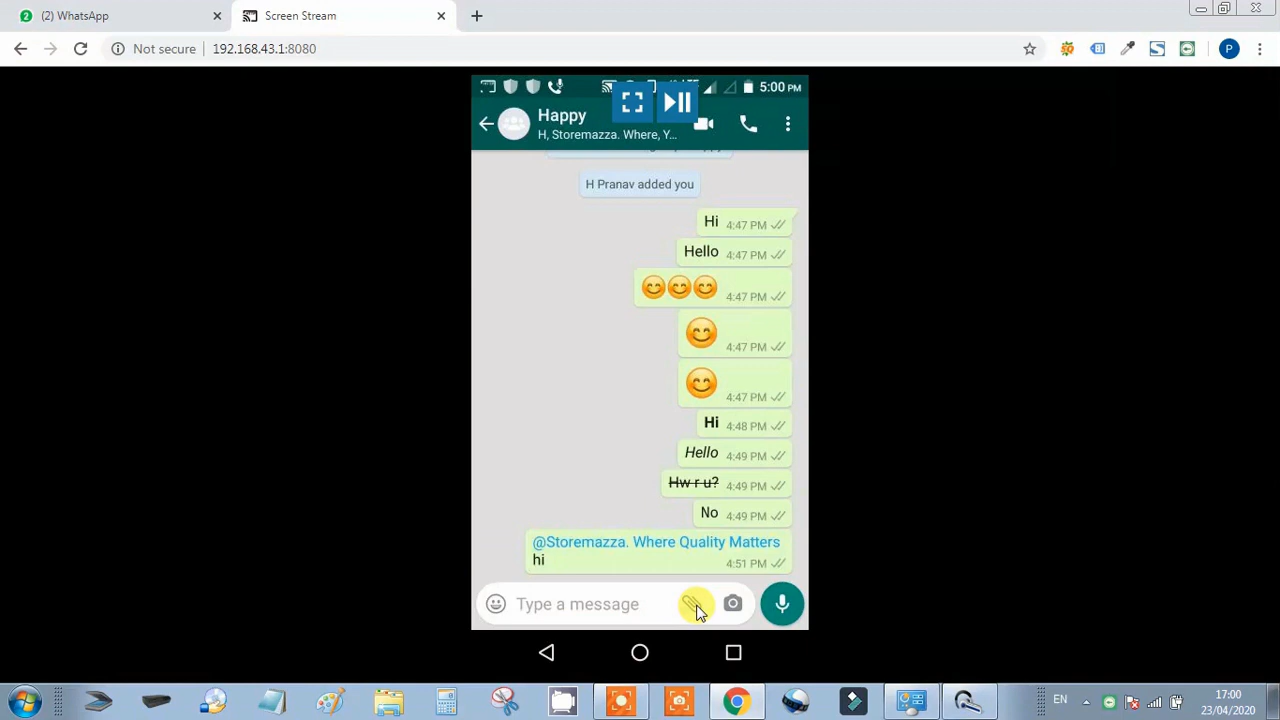 (2) WhatsApp
Screen Stream
Not secure
192.168.43.1:8080
P
5:00 PM
Happy
H, Storemazza. Where, Y...
H Pranav added you
Hi 4:47 PM
Hello 4:47 PM
😊😊😊 4:47 PM
😊 4:47 PM
😊 4:47 PM
Hi 4:48 PM
Hello 4:49 PM
Hw r u? 4:49 PM
No 4:49 PM
@Storemazza. Where Quality Matters
hi 4:51 PM
Type a message
EN
17:00
23/04/2020